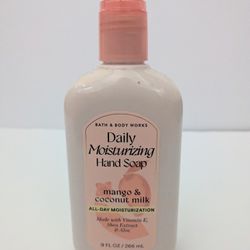 BATH & BODY WORKS
Daily
Moisturizing
Hand Soap
mango &
coconut milk
ALL-DAY MOISTURIZATION
Made with Vitamin E,
Shea Extract
& Aloe
9 FL OZ / 266 mL